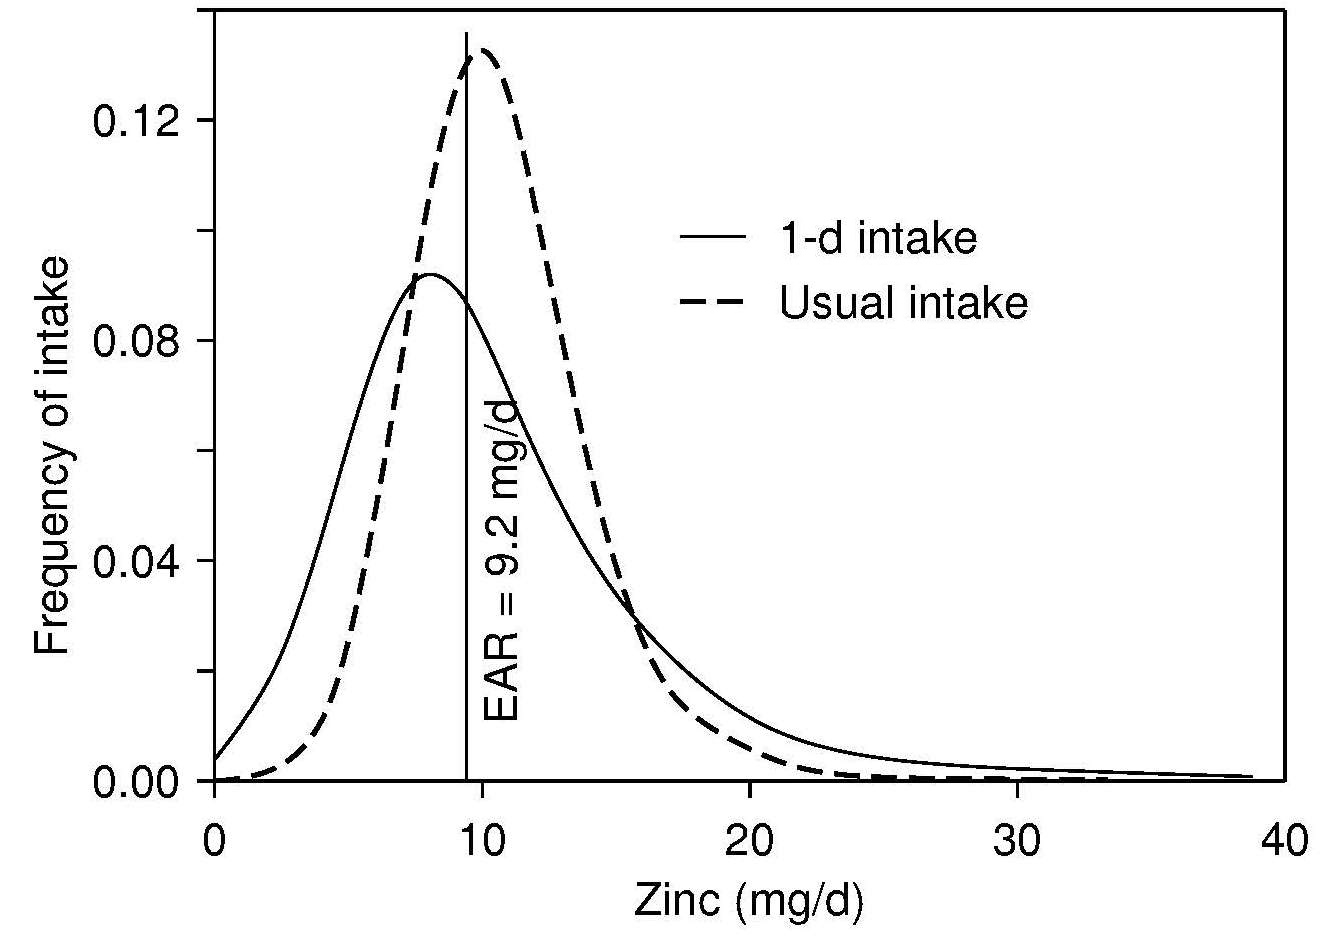 0.12
0.08
0.04
0.00
Frequency of intake
1-d intake
Usual intake
EAR = 9.2 mg/d
0 10 20 30 40
Zinc (mg/d)